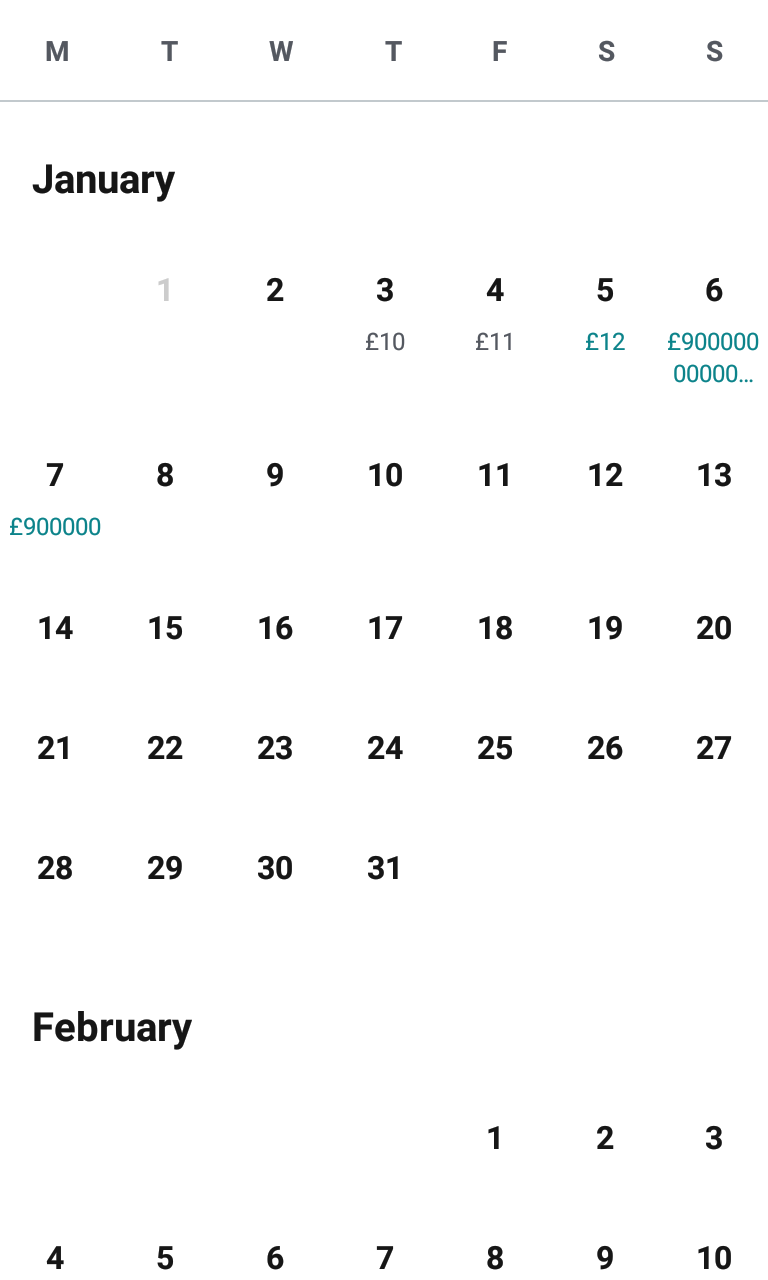 M T W T F S S
January
1 2 3 4 5 6
£10 £11 £12 £900000
00000…
7 8 9 10 11 12 13
£900000
14 15 16 17 18 19 20
21 22 23 24 25 26 27
28 29 30 31
February
1 2 3
4 5 6 7 8 9 10